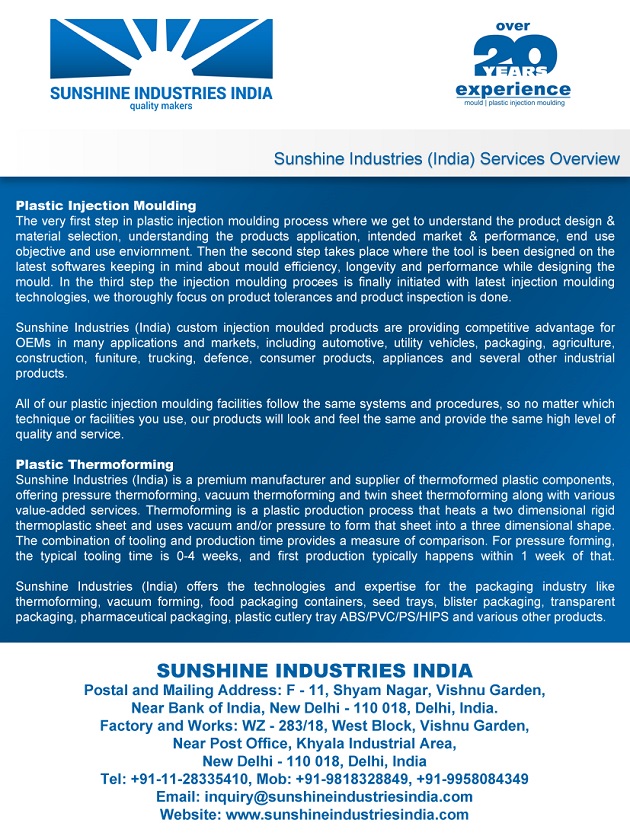 SUNSHINE INDUSTRIES INDIA
quality makers
over
20
YEARS
experience
mould | plastic injection moulding
Sunshine Industries (India) Services Overview
Plastic Injection Moulding
The very first step in plastic injection moulding process where we get to understand the product design &
material selection, understanding the products application, intended market & performance, end use
objective and use enviornment. Then the second step takes place where the tool is been designed on the
latest softwares keeping in mind about mould efficiency, longevity and performance while designing the
mould. In the third step the injection moulding procees is finally initiated with latest injection moulding
technologies, we thoroughly focus on product tolerances and product inspection is done.
Sunshine Industries (India) custom injection moulded products are providing competitive advantage for
OEMs in many applications and markets, including automotive, utility vehicles, packaging, agriculture,
construction, funiture, trucking, defence, consumer products, appliances and several other industrial
products.
All of our plastic injection moulding facilities follow the same systems and procedures, so no matter which
technique or facilities you use, our products will look and feel the same and provide the same high level of
quality and service.
Plastic Thermoforming
Sunshine Industries (India) is a premium manufacturer and supplier of thermoformed plastic components,
offering pressure thermoforming, vacuum thermoforming and twin sheet thermoforming along with various
value-added services. Thermoforming is a plastic production process that heats a two dimensional rigid
thermoplastic sheet and uses vacuum and/or pressure to form that sheet into a three dimensional shape.
The combination of tooling and production time provides a measure of comparison. For pressure forming,
the typical tooling time is 0-4 weeks, and first production typically happens within 1 week of that.
Sunshine Industries (India) offers the technologies and expertise for the packaging industry like
thermoforming, vacuum forming, food packaging containers, seed trays, blister packaging, transparent
packaging, pharmaceutical packaging, plastic cutlery tray ABS/PVC/PS/HIPS and various other products.
SUNSHINE INDUSTRIES INDIA
Postal and Mailing Address: F - 11, Shyam Nagar, Vishnu Garden,
Near Bank of India, New Delhi - 110 018, Delhi, India.
Factory and Works: WZ - 283/18, West Block, Vishnu Garden,
Near Post Office, Khyala Industrial Area,
New Delhi - 110 018, Delhi, India
Tel: +91-11-28335410, Mob: +91-9818328849, +91-9958084349
Email: inquiry@sunshineindustriesindia.com
Website: www.sunshineindustriesindia.com